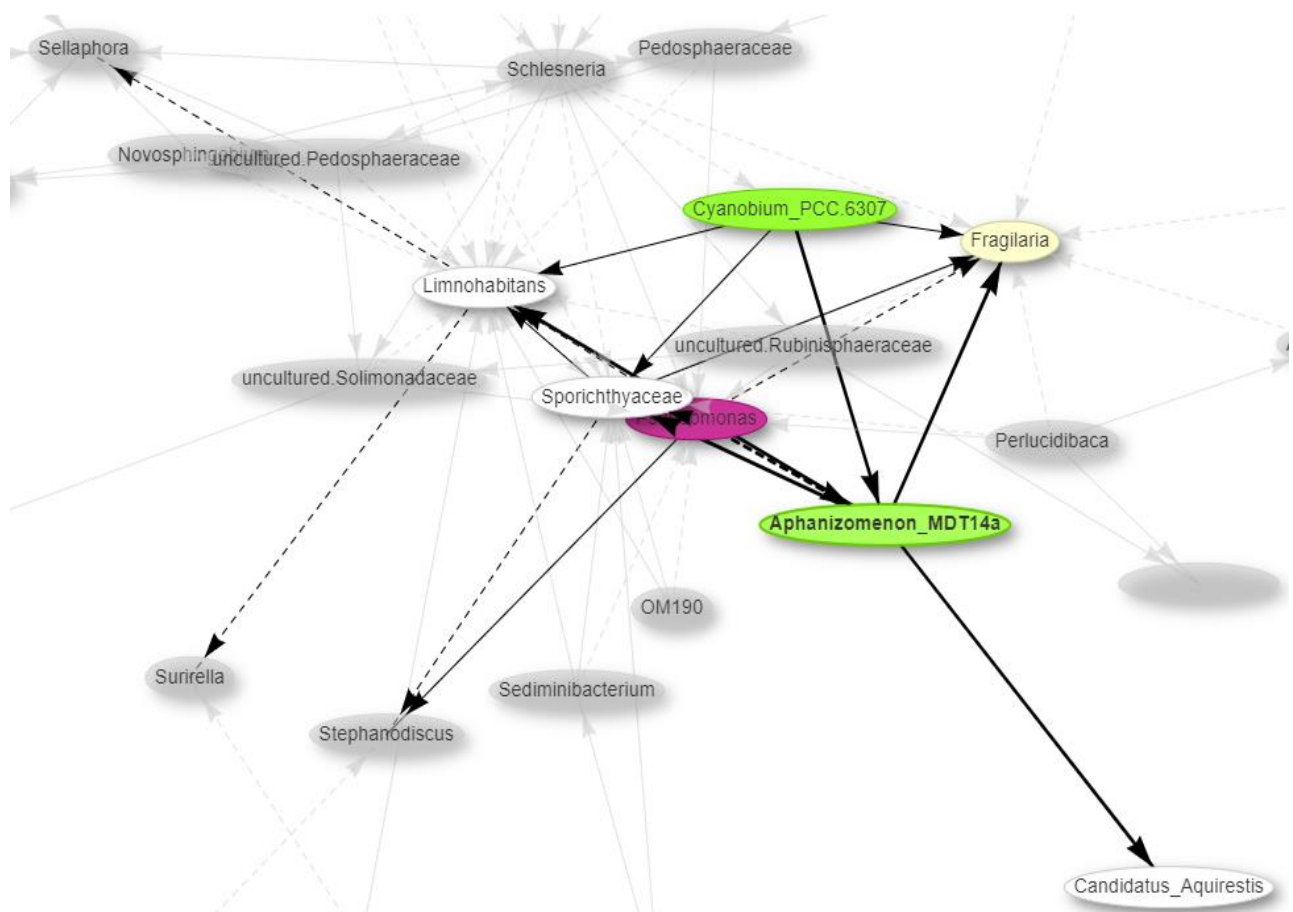 Sellaphora
Pedosphaeraceae
Schlesneria
Novosphingobium
uncultured.Pedosphaeraceae
Cyanobium_PCC.6307
Fragilaria
Limnohabitans
uncultured.Rubinisphaeraceae
uncultured.Solimonadaceae
Sporichthyaceae
Perlucidibaca
Aphanizomenon_MDT14a
OM190
Surirella
Sediminibacterium
Stephanodiscus
Candidatus_Aquirestis